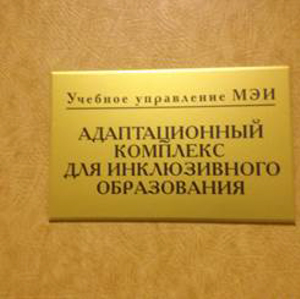 Учебное управление МЭИ
АДАПТАЦИОННЫЙ
КОМПЛЕКС
ДЛЯ ИНКЛЮЗИВНОГО
ОБРАЗОВАНИЯ